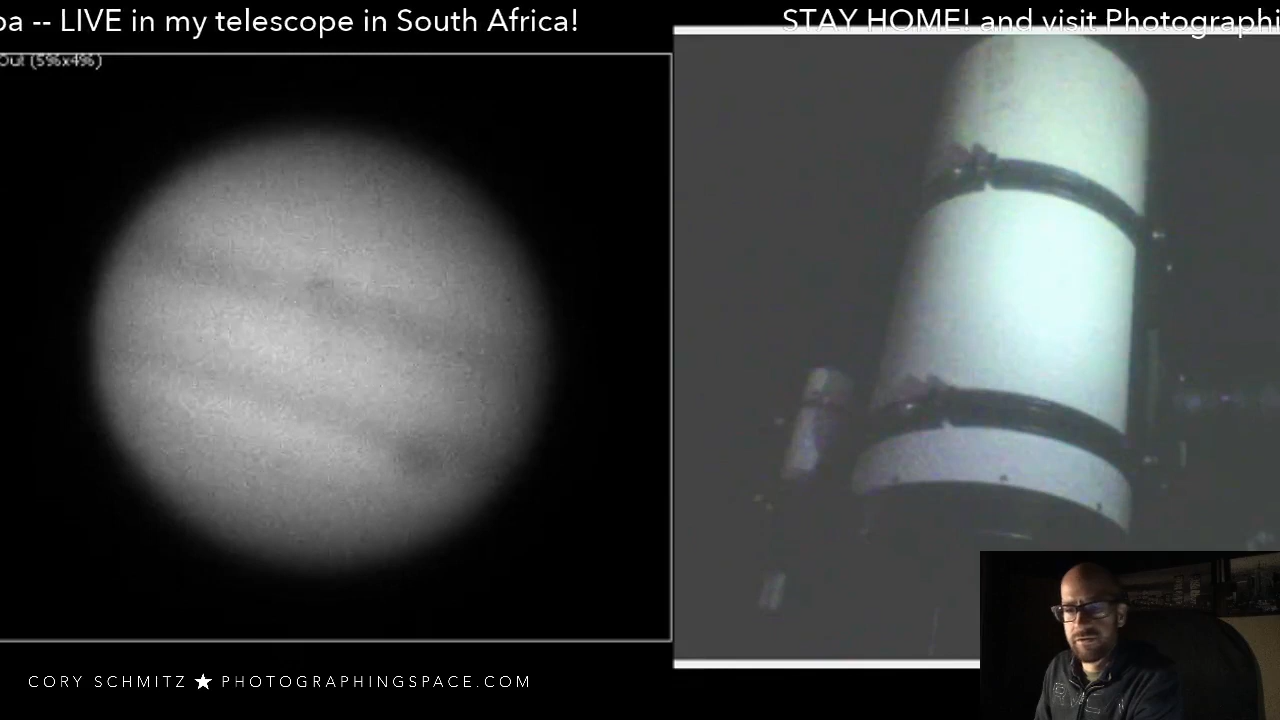 pa -- LIVE in my telescope in South Africa!
STAY HOME! and visit Photographi
Out (5%x4%)
CORY SCHMITZ ★ PHOTOGRAPHINGSPACE.COM